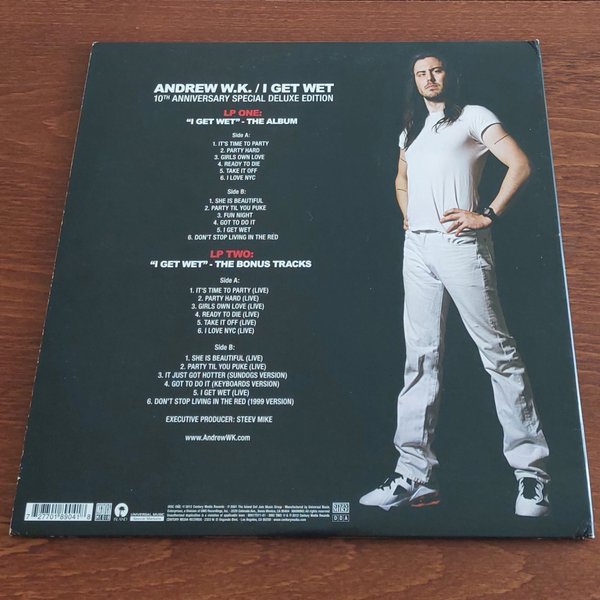 ANDREW W.K. / I GET WET
10TH ANNIVERSARY SPECIAL DELUXE EDITION
LP ONE:
"I GET WET" - THE ALBUM
Side A:
1. IT'S TIME TO PARTY
2. PARTY HARD
3. GIRLS OWN LOVE
4. READY TO DIE
5. TAKE IT OFF
6. I LOVE NYC
Side B:
1. SHE IS BEAUTIFUL
2. PARTY TIL YOU PUKE
3. FUN NIGHT
4. GOT TO DO IT
5. I GET WET
6. DON'T STOP LIVING IN THE RED
LP TWO:
"I GET WET" - THE BONUS TRACKS
Side A:
1. IT'S TIME TO PARTY (LIVE)
2. PARTY HARD (LIVE)
3. GIRLS OWN LOVE (LIVE)
4. READY TO DIE (LIVE)
5. TAKE IT OFF (LIVE)
6. I LOVE NYC (LIVE)
Side B:
1. SHE IS BEAUTIFUL (LIVE)
2. PARTY TIL YOU PUKE (LIVE)
3. IT JUST GOT HOTTER (SUNDOGS VERSION)
4. GOT TO DO IT (KEYBOARDS VERSION)
5. I GET WET (LIVE)
6. DON'T STOP LIVING IN THE RED (1999 VERSION)
EXECUTIVE PRODUCER: STEEV MIKE
www.AndrewWK.com
7 27701 89041 8
ISLAND
UNIVERSAL MUSIC